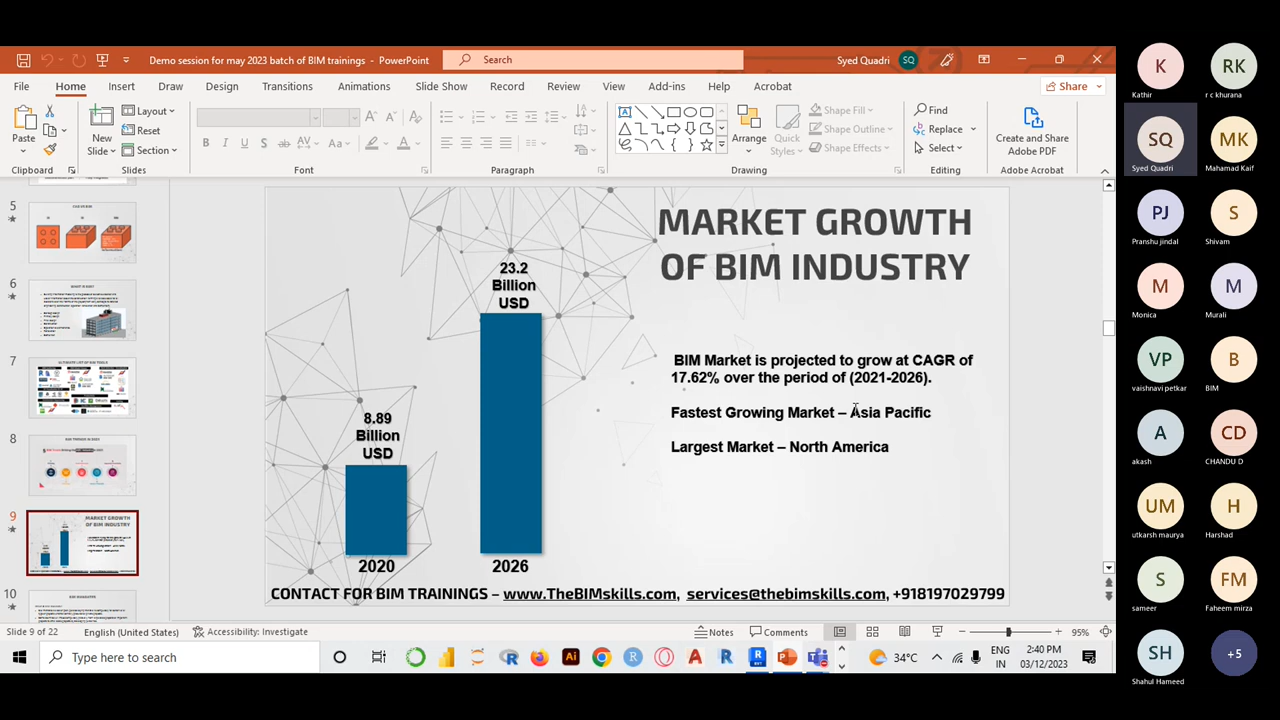 Demo session for may 2023 batch of BIM trainings - PowerPoint
Search
Syed Quadri
SQ
File
Home
Insert
Draw
Design
Transitions
Animations
Slide Show
Record
Review
View
Add-ins
Help
Acrobat
Share
Paste
New
Slide
Layout
Reset
Section
Shape Fill
Shape Outline
Shape Effects
Arrange
Quick
Styles
Find
Replace
Select
Create and Share
Adobe PDF
Clipboard
Slides
Font
Paragraph
Drawing
Editing
Adobe Acrobat
5
6
7
8
9
10
MARKET GROWTH
OF BIM INDUSTRY
23.2
Billion
USD
8.89
Billion
USD
BIM Market is projected to grow at CAGR of
17.62% over the period of (2021-2026).
Fastest Growing Market – Asia Pacific
Largest Market – North America
2020
2026
CONTACT FOR BIM TRAININGS – www.TheBIMskills.com, services@thebimskills.com, +918197029799
Slide 9 of 22
English (United States)
Accessibility: Investigate
Notes
Comments
95%
Type here to search
34°C
ENG
IN
2:40 PM
03/12/2023
K
Kathir
RK
r c khurana
SQ
Syed Quadri
MK
Mahamad Kaif
PJ
Pranshu jindal
S
Shivam
M
Monica
M
Murali
VP
vaishnavi petkar
B
BIM
A
akash
CD
CHANDU D
UM
utkarsh maurya
H
Harshad
S
sameer
FM
Faheem mirza
SH
Shahul Hameed
+5